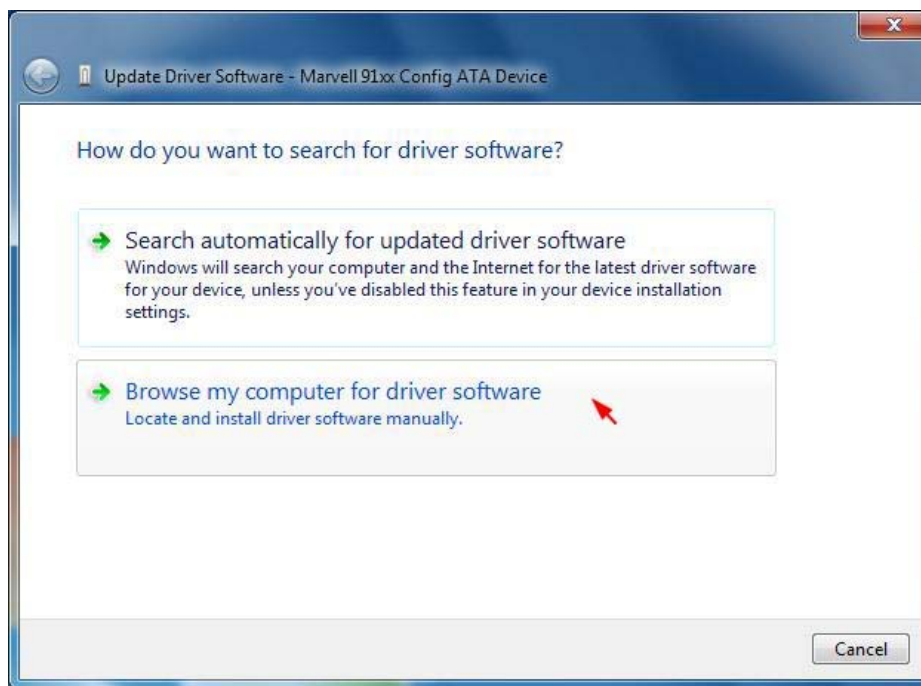 Update Driver Software - Marvell 91xx Config ATA Device
How do you want to search for driver software?
Search automatically for updated driver software
Windows will search your computer and the Internet for the latest driver software
for your device, unless you've disabled this feature in your device installation
settings.
Browse my computer for driver software
Locate and install driver software manually.
Cancel